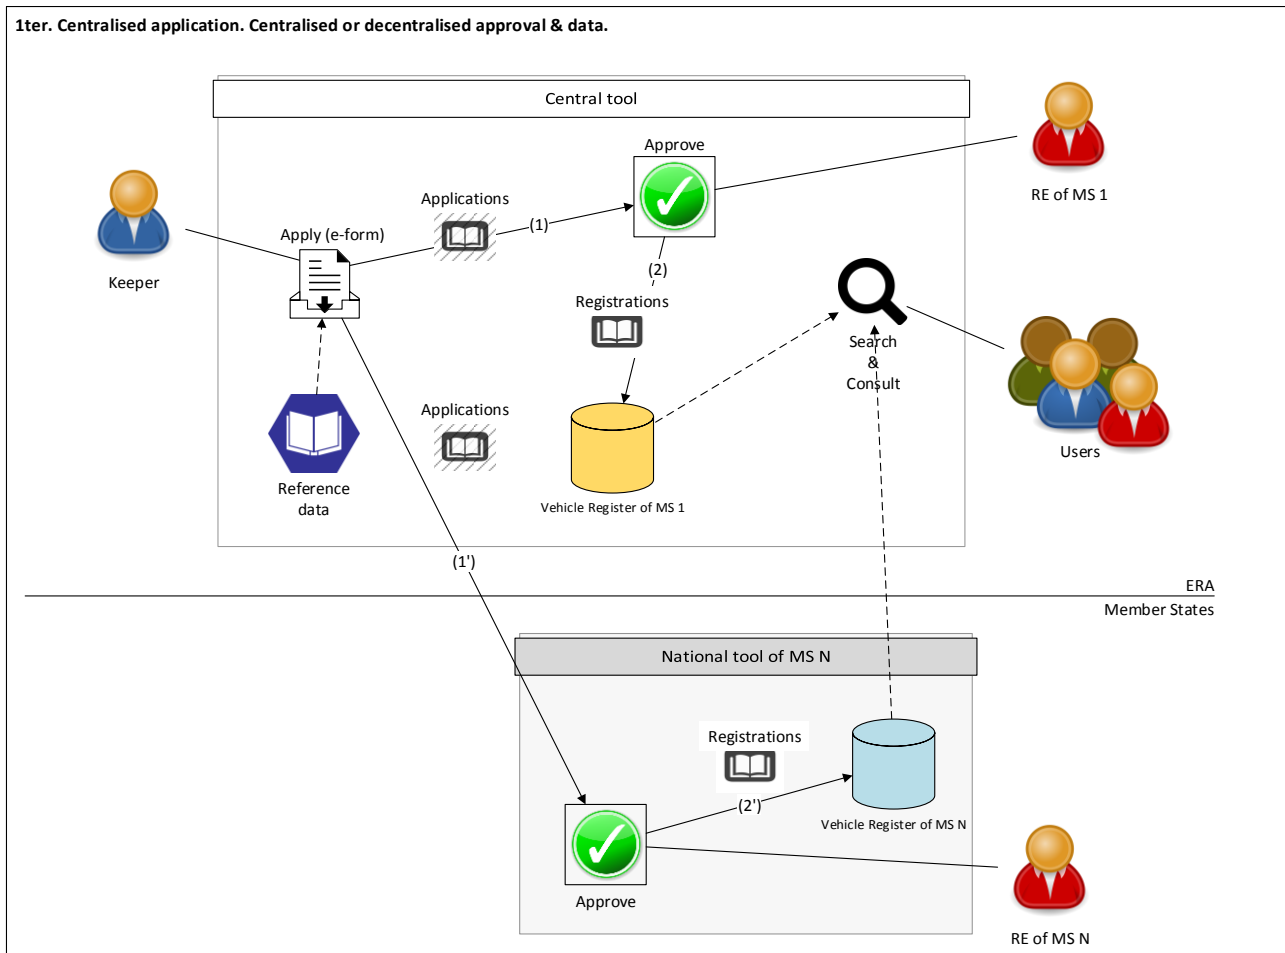 1ter. Centralised application. Centralised or decentralised approval & data.
Central tool
Approve
RE of MS 1
Applications
(1)
Keeper
Apply (e-form)
(2)
Registrations
Search
&
Consult
Applications
Users
Reference
data
Vehicle Register of MS 1
(1')
ERA
Member States
National tool of MS N
Registrations
(2')
Vehicle Register of MS N
Approve
RE of MS N